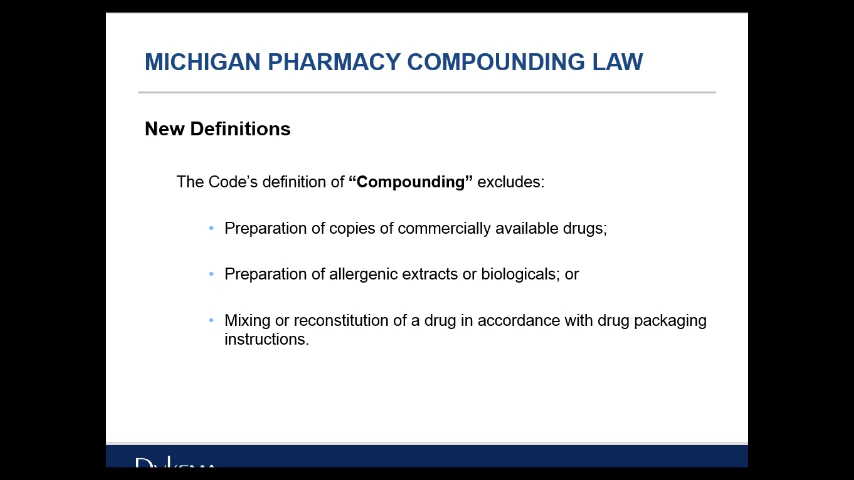 MICHIGAN PHARMACY COMPOUNDING LAW
New Definitions
The Code's definition of “Compounding” excludes:
• Preparation of copies of commercially available drugs;
• Preparation of allergenic extracts or biologicals; or
• Mixing or reconstitution of a drug in accordance with drug packaging
instructions.
Dykema